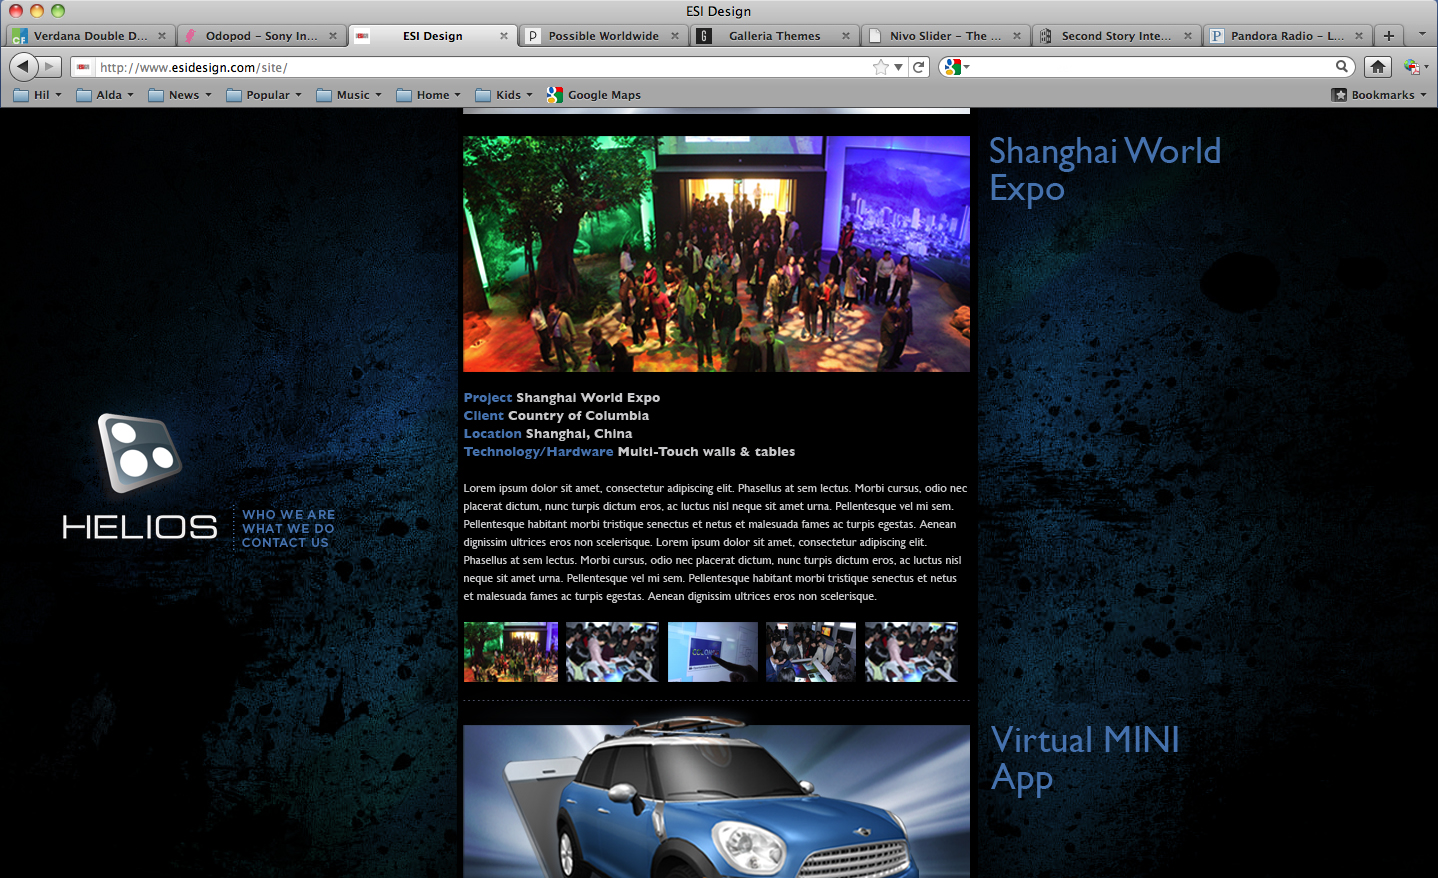 ESI Design
Verdana Double D...
Odopod – Sony In...
ESI Design
Possible Worldwide
Galleria Themes
Nivo Slider – The ...
Second Story Inte...
Pandora Radio – L...
http://www.esidesign.com/site/
Hil
Alda
News
Popular
Music
Home
Kids
Google Maps
Bookmarks
Shanghai World
Expo
Project Shanghai World Expo
Client Country of Columbia
Location Shanghai, China
Technology/Hardware Multi-Touch walls & tables
HELIOS
WHO WE ARE
WHAT WE DO
CONTACT US
Lorem ipsum dolor sit amet, consectetur adipiscing elit. Phasellus at sem lectus. Morbi cursus, odio nec
placerat dictum, nunc turpis dictum eros, ac luctus nisl neque sit amet urna. Pellentesque vel mi sem.
Pellentesque habitant morbi tristique senectus et netus et malesuada fames ac turpis egestas. Aenean
dignissim ultrices eros non scelerisque. Lorem ipsum dolor sit amet, consectetur adipiscing elit.
Phasellus at sem lectus. Morbi cursus, odio nec placerat dictum, nunc turpis dictum eros, ac luctus nisl
neque sit amet urna. Pellentesque vel mi sem. Pellentesque habitant morbi tristique senectus et netus
et malesuada fames ac turpis egestas. Aenean dignissim ultrices eros non scelerisque.
Virtual MINI
App